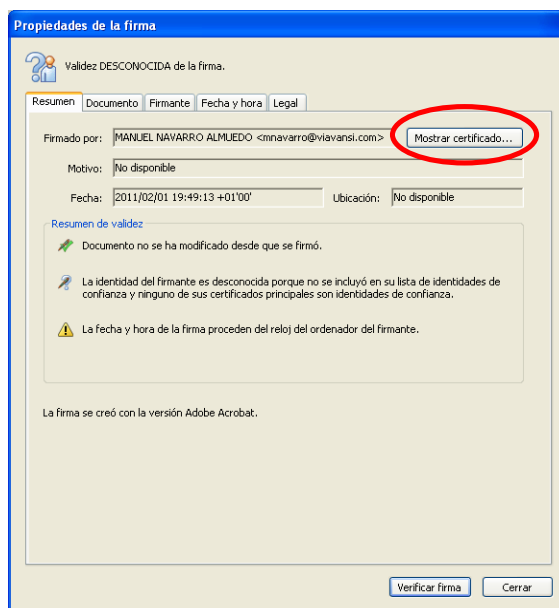 Propiedades de la firma
Validez DESCONOCIDA de la firma.
Resumen Documento Firmante Fecha y hora Legal
Firmado por: MANUEL NAVARRO ALMUEDO <mnavarro@viavansi.com> Mostrar certificado...
Motivo: No disponible
Fecha: 2011/02/01 19:49:13 +01'00' Ubicación: No disponible
Resumen de validez
Documento no se ha modificado desde que se firmó.
La identidad del firmante es desconocida porque no se incluyó en su lista de identidades de
confianza y ninguno de sus certificados principales son identidades de confianza.
La fecha y hora de la firma proceden del reloj del ordenador del firmante.
La firma se creó con la versión Adobe Acrobat.
Verificar firma Cerrar